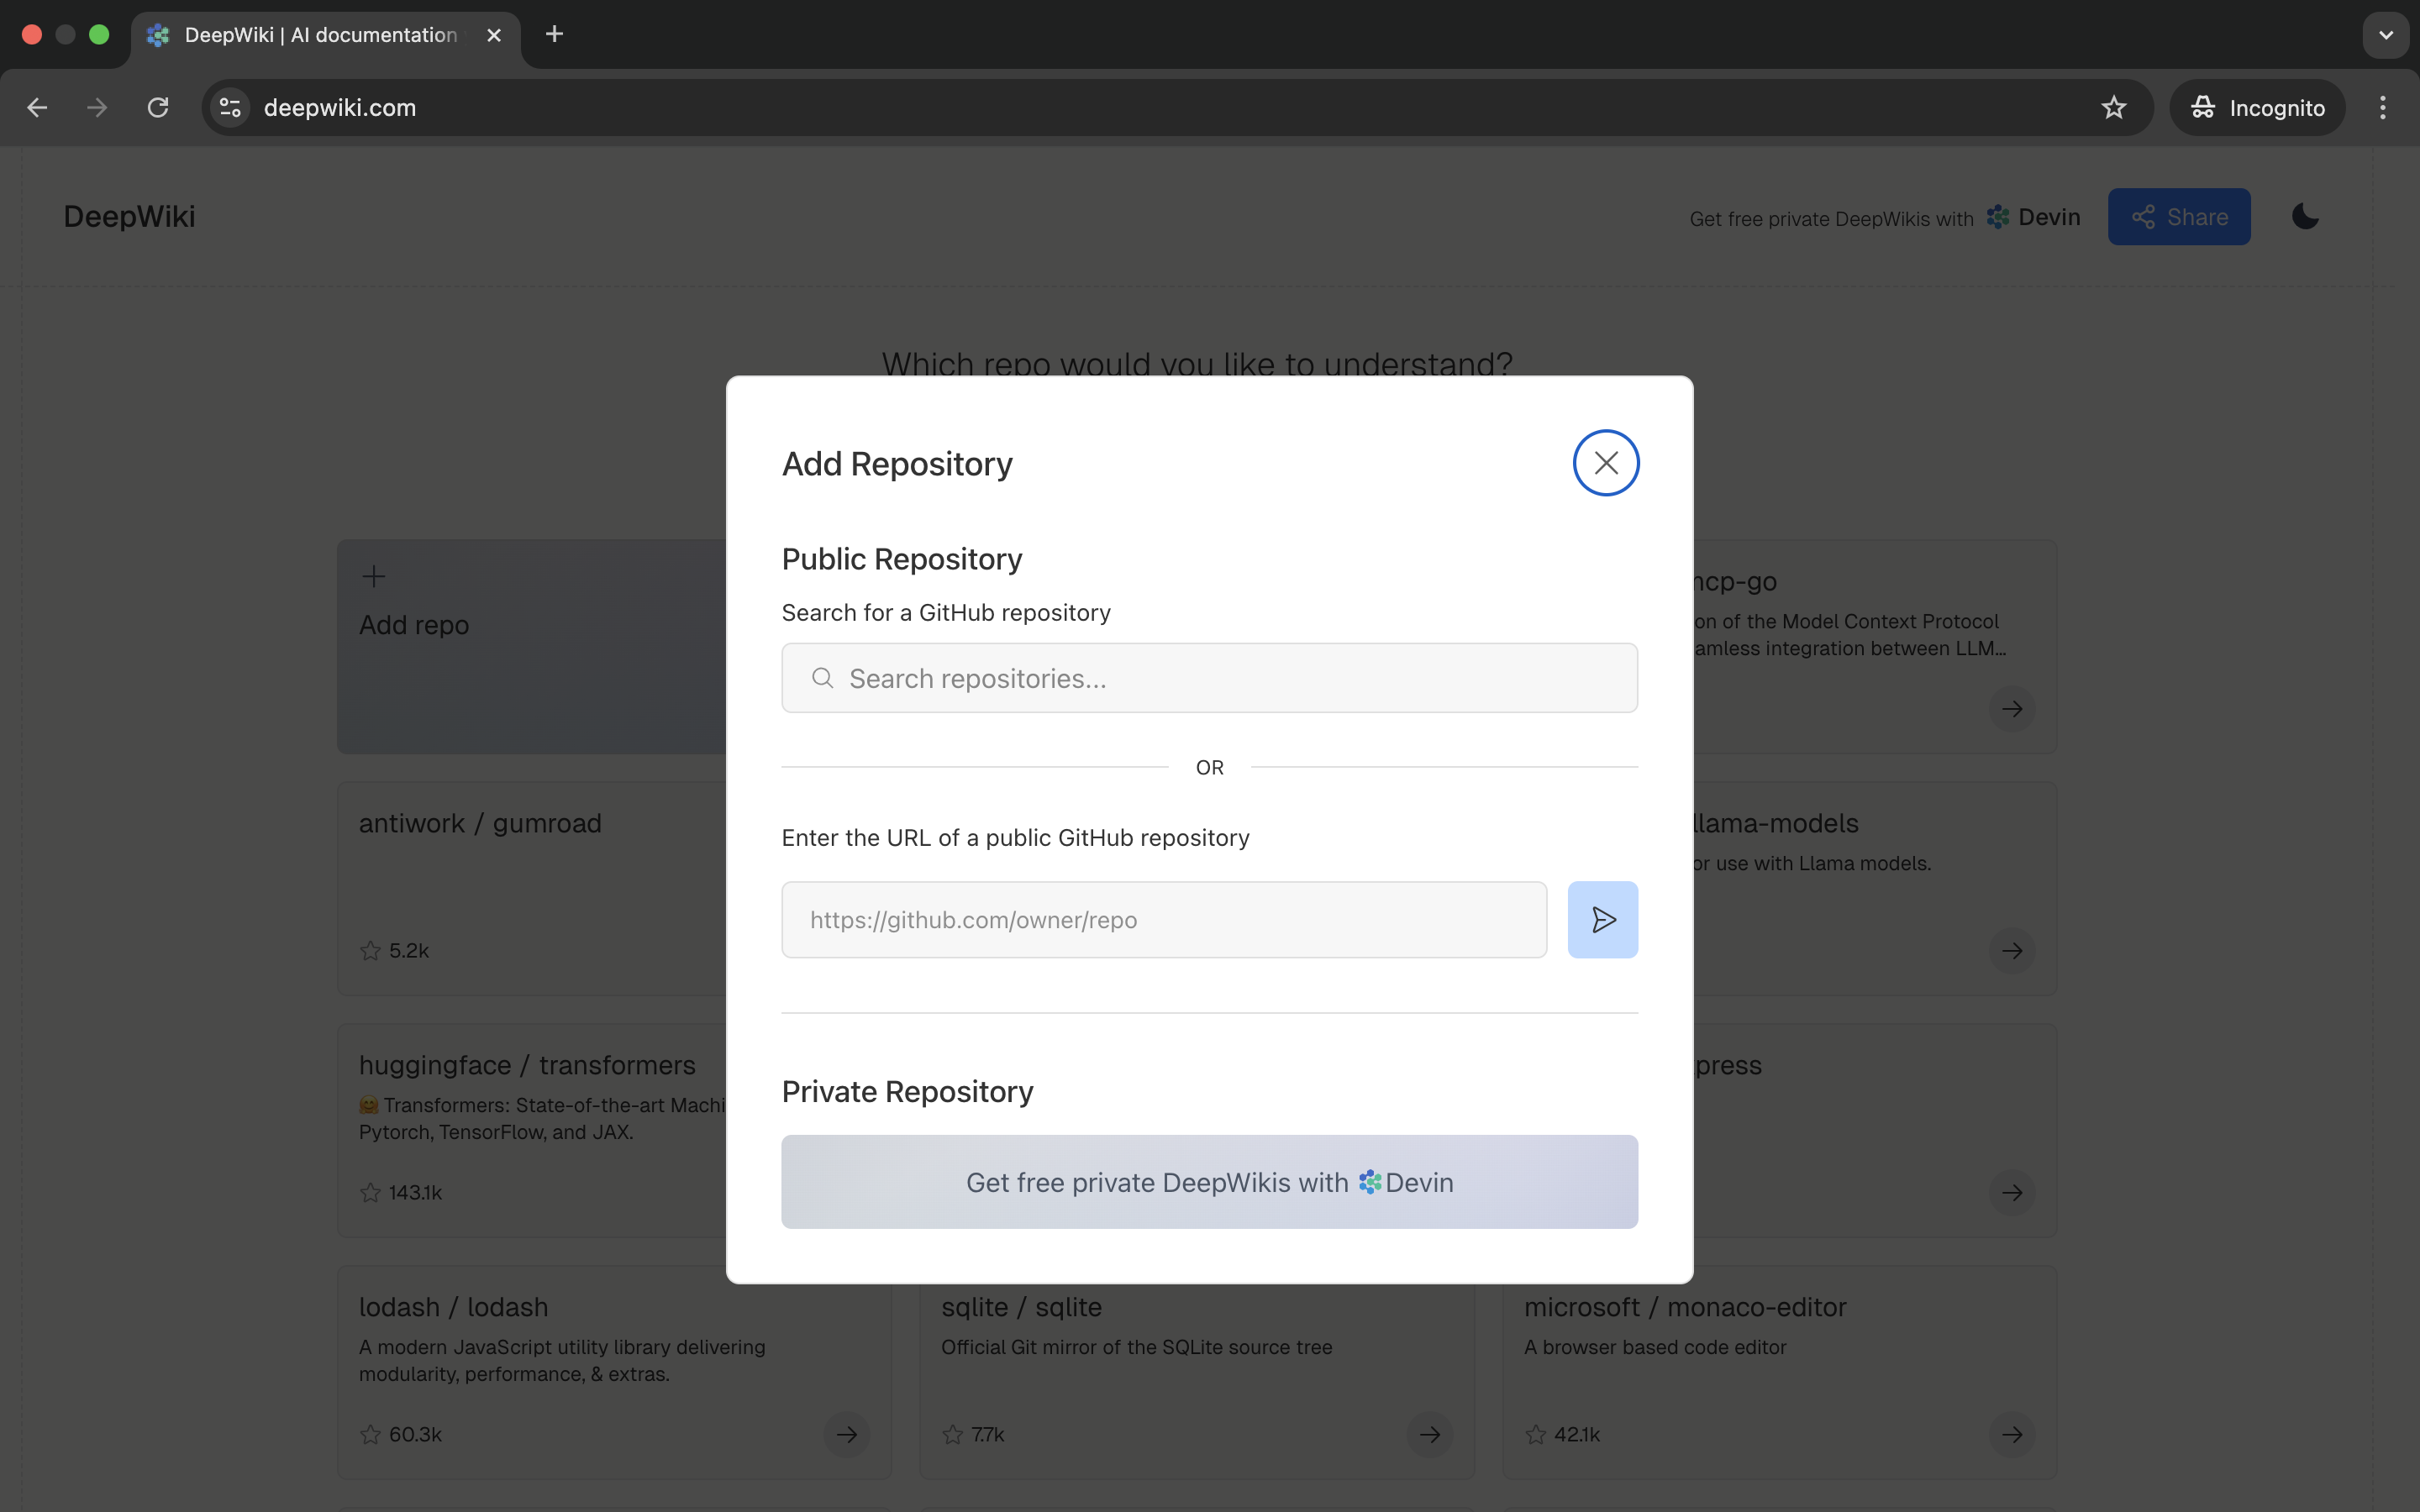 DeepWiki | AI documentation
deepwiki.com
Incognito
DeepWiki
Get free private DeepWikis with Devin
Share
Which repo would you like to understand?
Add Repository
Public Repository
Search for a GitHub repository
Search repositories...
OR
Enter the URL of a public GitHub repository
https://github.com/owner/repo
Private Repository
Get free private DeepWikis with Devin
Add repo
mcp-go
on of the Model Context Protocol
amless integration between LLM...
antiwork / gumroad
5.2k
llama-models
or use with Llama models.
huggingface / transformers
🤗 Transformers: State-of-the-art Machi
Pytorch, TensorFlow, and JAX.
143.1k
press
lodash / lodash
A modern JavaScript utility library delivering
modularity, performance, & extras.
60.3k
sqlite / sqlite
Official Git mirror of the SQLite source tree
7.7k
microsoft / monaco-editor
A browser based code editor
42.1k